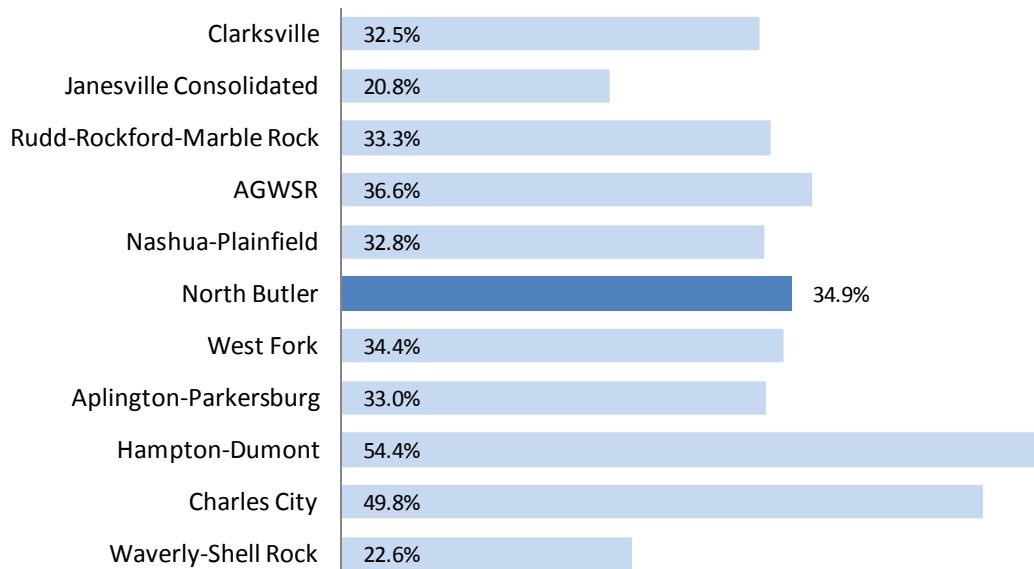 Clarksville 32.5%
Janesville Consolidated 20.8%
Rudd-Rockford-Marble Rock 33.3%
AGWSR 36.6%
Nashua-Plainfield 32.8%
North Butler 34.9%
West Fork 34.4%
Aplington-Parkersburg 33.0%
Hampton-Dumont 54.4%
Charles City 49.8%
Waverly-Shell Rock 22.6%